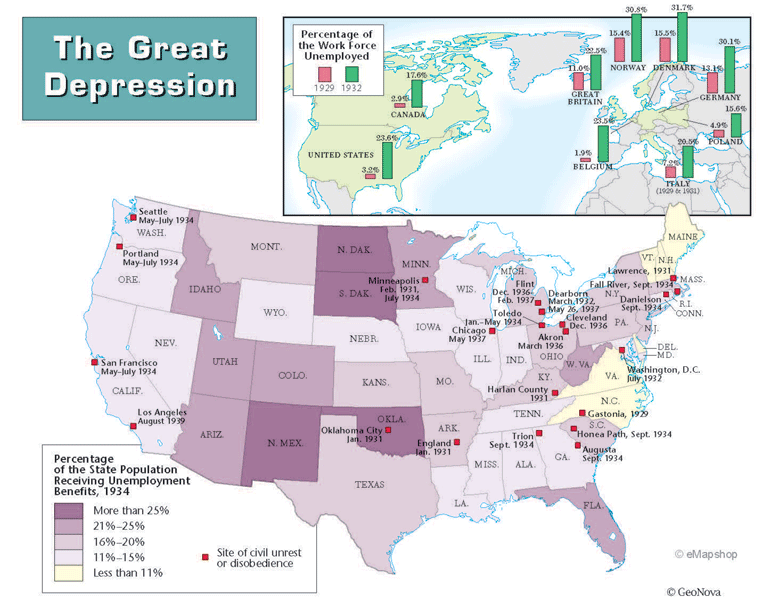 The Great
Depression
Percentage of
the Work Force
Unemployed
1929 1932
17.6%
2.9%
CANADA
23.6%
UNITED STATES
3.2%
30.8%
15.4%
NORWAY
31.7%
15.5%
DENMARK
30.1%
13.1%
GERMANY
11.0%
GREAT
BRITAIN
15.6%
4.9%
POLAND
23.5%
1.9%
BELGIUM
ITALY
(1929 & 1931)
Seattle
May-July 1934
WASH.
Portland
May-July 1934
ORE.
IDAHO
MONT.
N. DAK.
S. DAK.
MINN.
Minneapolis
Feb. 1931,
July 1934
WIS.
MICH.
Flint
Dec. 1936-
Feb. 1937
Dearborn
March 1932,
May 26, 1937
Toledo
Jan.-May 1934
Cleveland
Dec. 1936
Akron
March 1936
Chicago
May 1937
MAINE
VT.
N.H.
Lawrence, 1931
MASS.
Fall River, Sept. 1934
N.Y.
Danielson
Sept. 1934
R.I.
CONN.
PA.
N.J.
DEL.
MD.
Washington, D.C.
July 1932
WYO.
NEBR.
IOWA
ILL.
IND.
OHIO
W. VA.
VA.
NEV.
UTAH
COLO.
KANS.
MO.
KY.
Harlan County
1931
San Francisco
May-July 1934
CALIF.
Los Angeles
August 1939
ARIZ.
N. MEX.
OKLA.
Oklahoma City
Jan. 1931
ARK.
England
Jan. 1931
TENN.
N.C.
Gastonia, 1929
S.C.
Honea Path, Sept. 1934
Trion
Sept. 1934
Augusta
Sept. 1934
TEXAS
LA.
MISS.
ALA.
GA.
FLA.
Percentage
of the State Population
Receiving Unemployment
Benefits, 1934
More than 25%
21%–25%
16%–20%
11%–15%
Less than 11%
Site of civil unrest
or disobedience
© eMapshop
© GeoNova